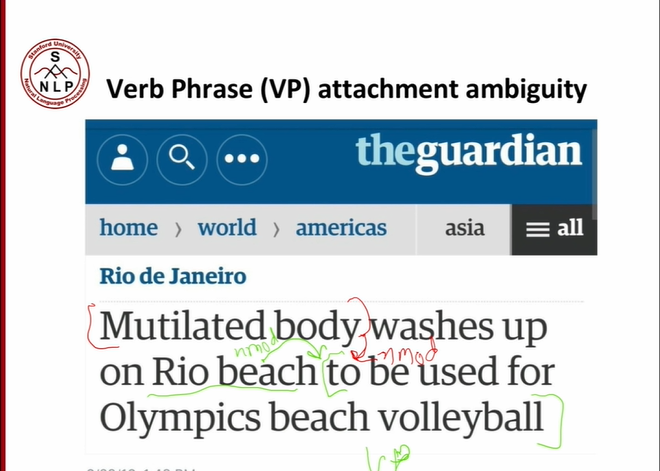 Stanford University
S
NLP
Natural Language Processing
Verb Phrase (VP) attachment ambiguity
theguardian
home › world › americas asia all
Rio de Janeiro
Mutilated body washes up
nmod nmod
on Rio beach to be used for
Olympics beach volleyball